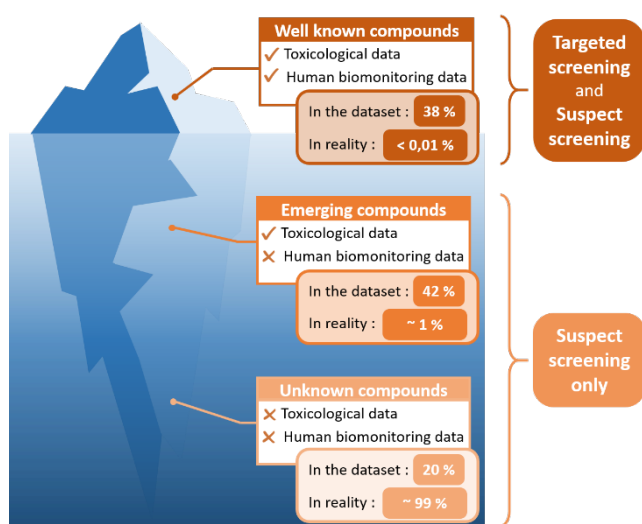 Well known compounds
✓ Toxicological data
✓ Human biomonitoring data
In the dataset : 38 %
In reality : < 0,01 %
Targeted
screening
and
Suspect
screening
Emerging compounds
✓ Toxicological data
✕ Human biomonitoring data
In the dataset : 42 %
In reality : ~ 1 %
Suspect
screening
only
Unknown compounds
✕ Toxicological data
✕ Human biomonitoring data
In the dataset : 20 %
In reality : ~ 99 %